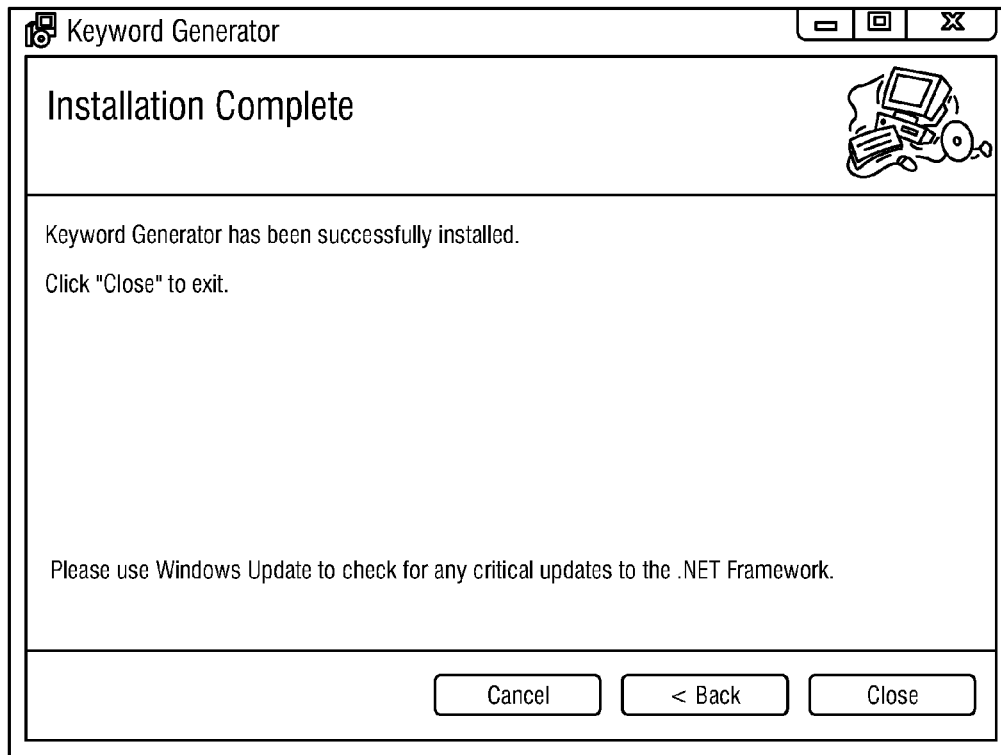 Keyword Generator
Installation Complete
Keyword Generator has been successfully installed.
Click "Close" to exit.
Please use Windows Update to check for any critical updates to the .NET Framework.
Cancel
< Back
Close